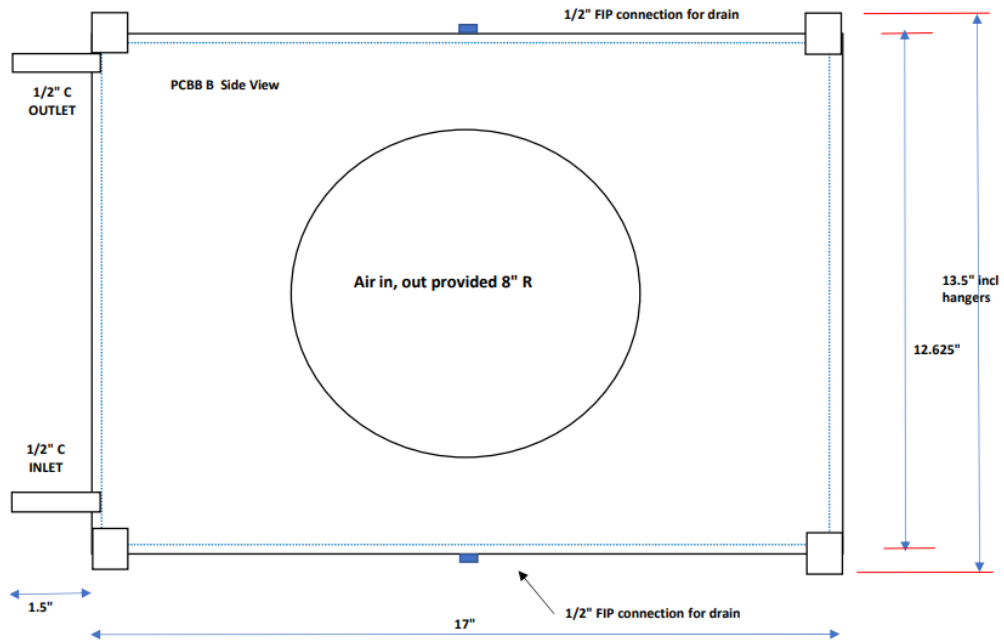 1/2" FIP connection for drain
PCBB B Side View
1/2" C
OUTLET
Air in, out provided 8" R
13.5" incl
hangers
12.625"
1/2" C
INLET
1.5"
1/2" FIP connection for drain
17"